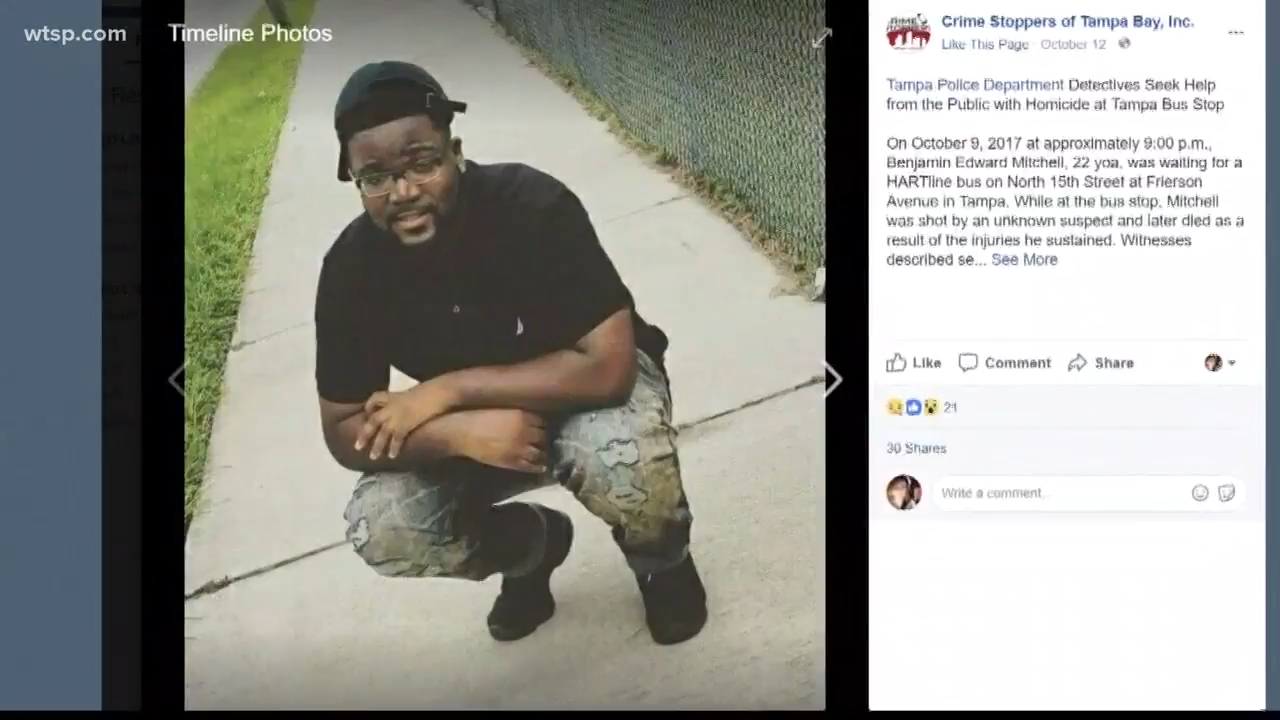 wtsp.com
Timeline Photos
Crime Stoppers of Tampa Bay, Inc.
Like This Page October 12
Tampa Police Department Detectives Seek Help
from the Public with Homicide at Tampa Bus Stop
On October 9, 2017 at approximately 9:00 p.m.,
Benjamin Edward Mitchell, 22 yoa, was waiting for a
HARTline bus on North 15th Street at Frierson
Avenue in Tampa. While at the bus stop, Mitchell
was shot by an unknown suspect and later died as a
result of the injuries he sustained. Witnesses
described se... See More
Like Comment Share
21
30 Shares
Write a comment...